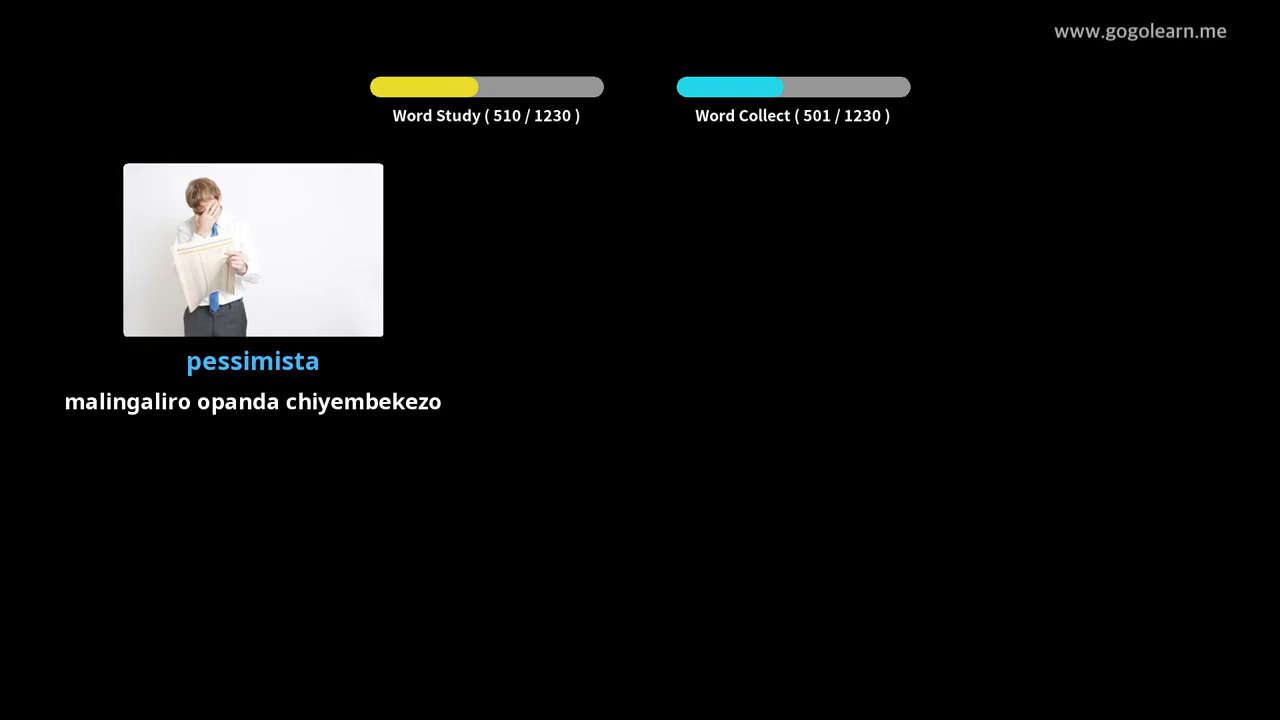 www.gogolearn.me
Word Study ( 510 / 1230 )
Word Collect ( 501 / 1230 )
pessimista
malingaliro opanda chiyembekezo